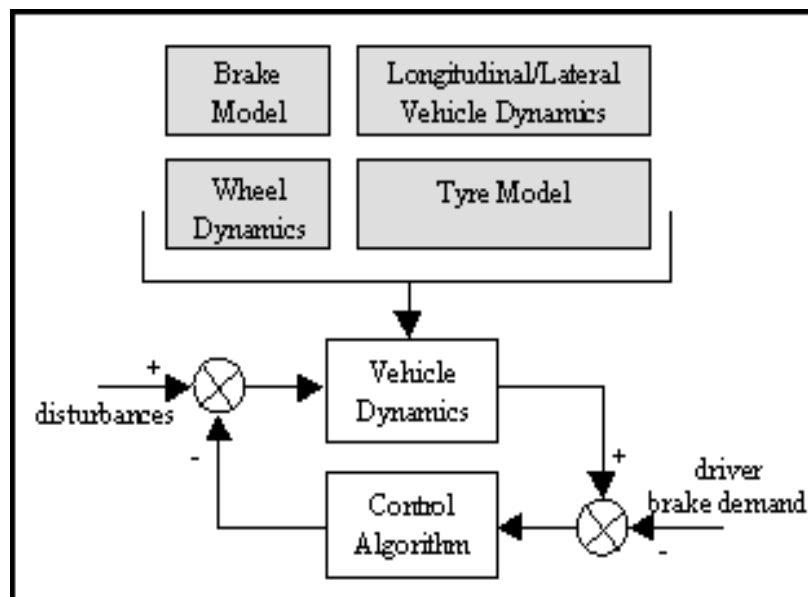 Brake
Model
Longitudinal/Lateral
Vehicle Dynamics
Wheel
Dynamics
Tyre Model
+
disturbances
-
Vehicle
Dynamics
Control
Algorithm
+
driver
brake demand
-